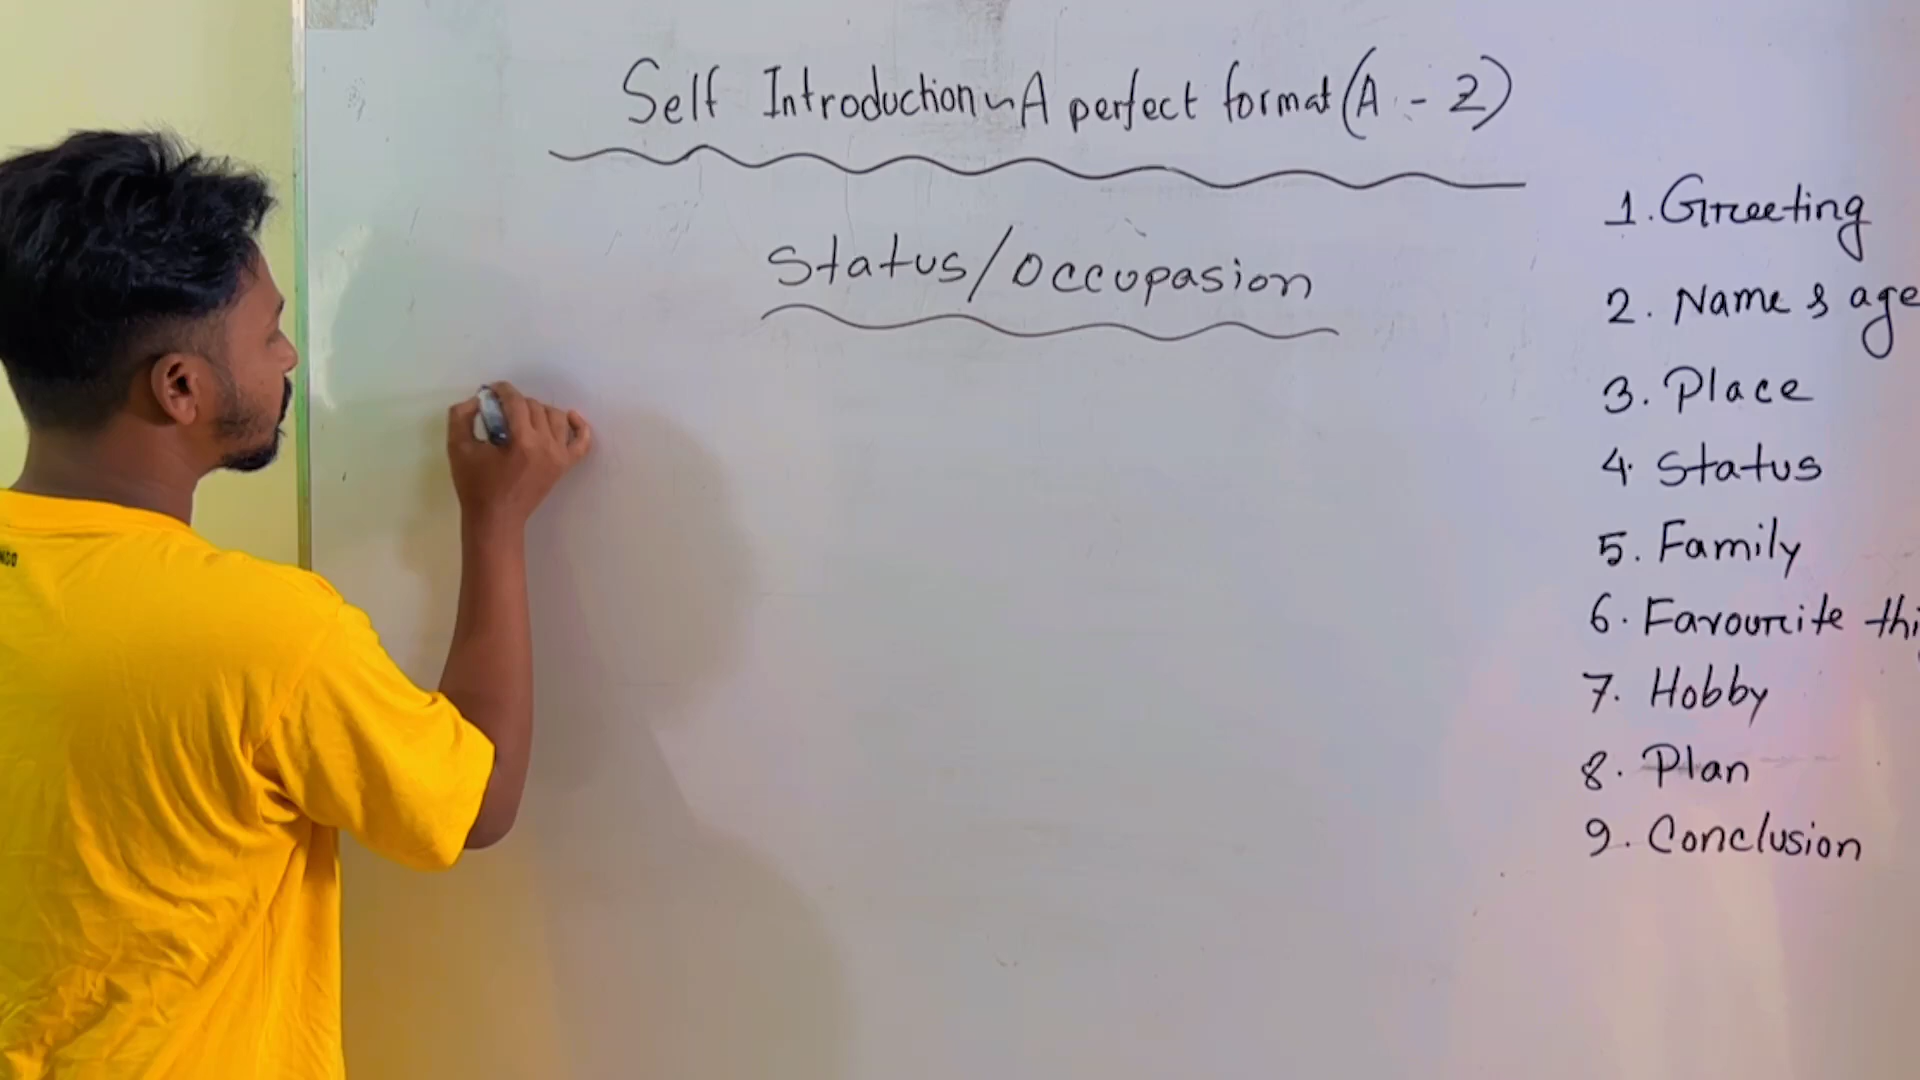 Self Introduction ~ A perfect format (A - Z)
Status/Occupasion
1. Greeting
2. Name & age
3. Place
4. Status
5. Family
6. Favourite thi
7. Hobby
8. Plan
9. Conclusion